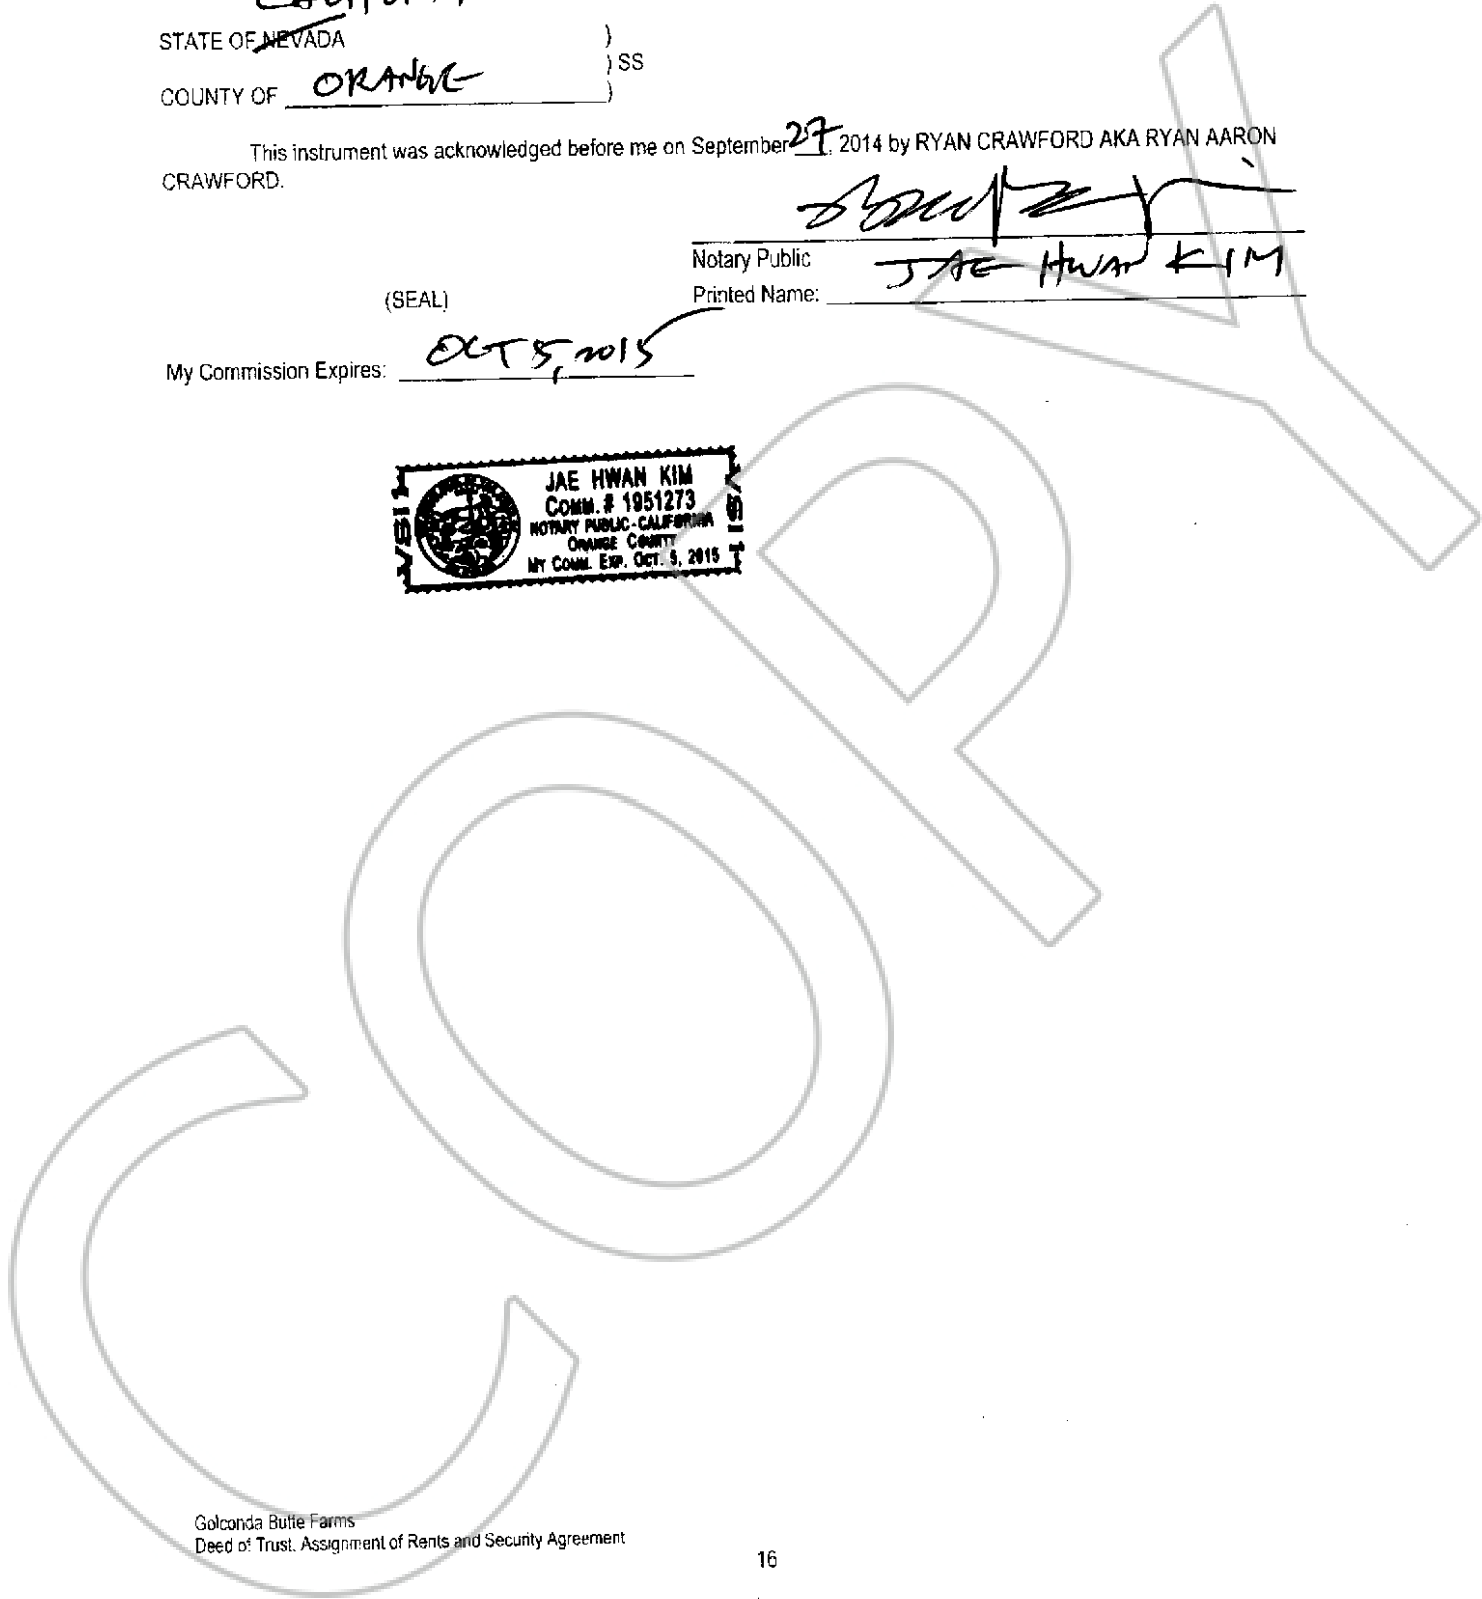 STATE OF NEVADA )
) SS
COUNTY OF ORANGE )
This instrument was acknowledged before me on September 27, 2014 by RYAN CRAWFORD AKA RYAN AARON
CRAWFORD.
Notary Public
JAE HWAN KIM
(SEAL) Printed Name:
My Commission Expires: OCT 5, 2015
JAE HWAN KIM
COMM. # 1951273
NOTARY PUBLIC-CALIFORNIA
ORANGE COUNTY
MY COMM. EXP. OCT. 5, 2015
COPY
Golconda Butte Farms
Deed of Trust, Assignment of Rents and Security Agreement
16